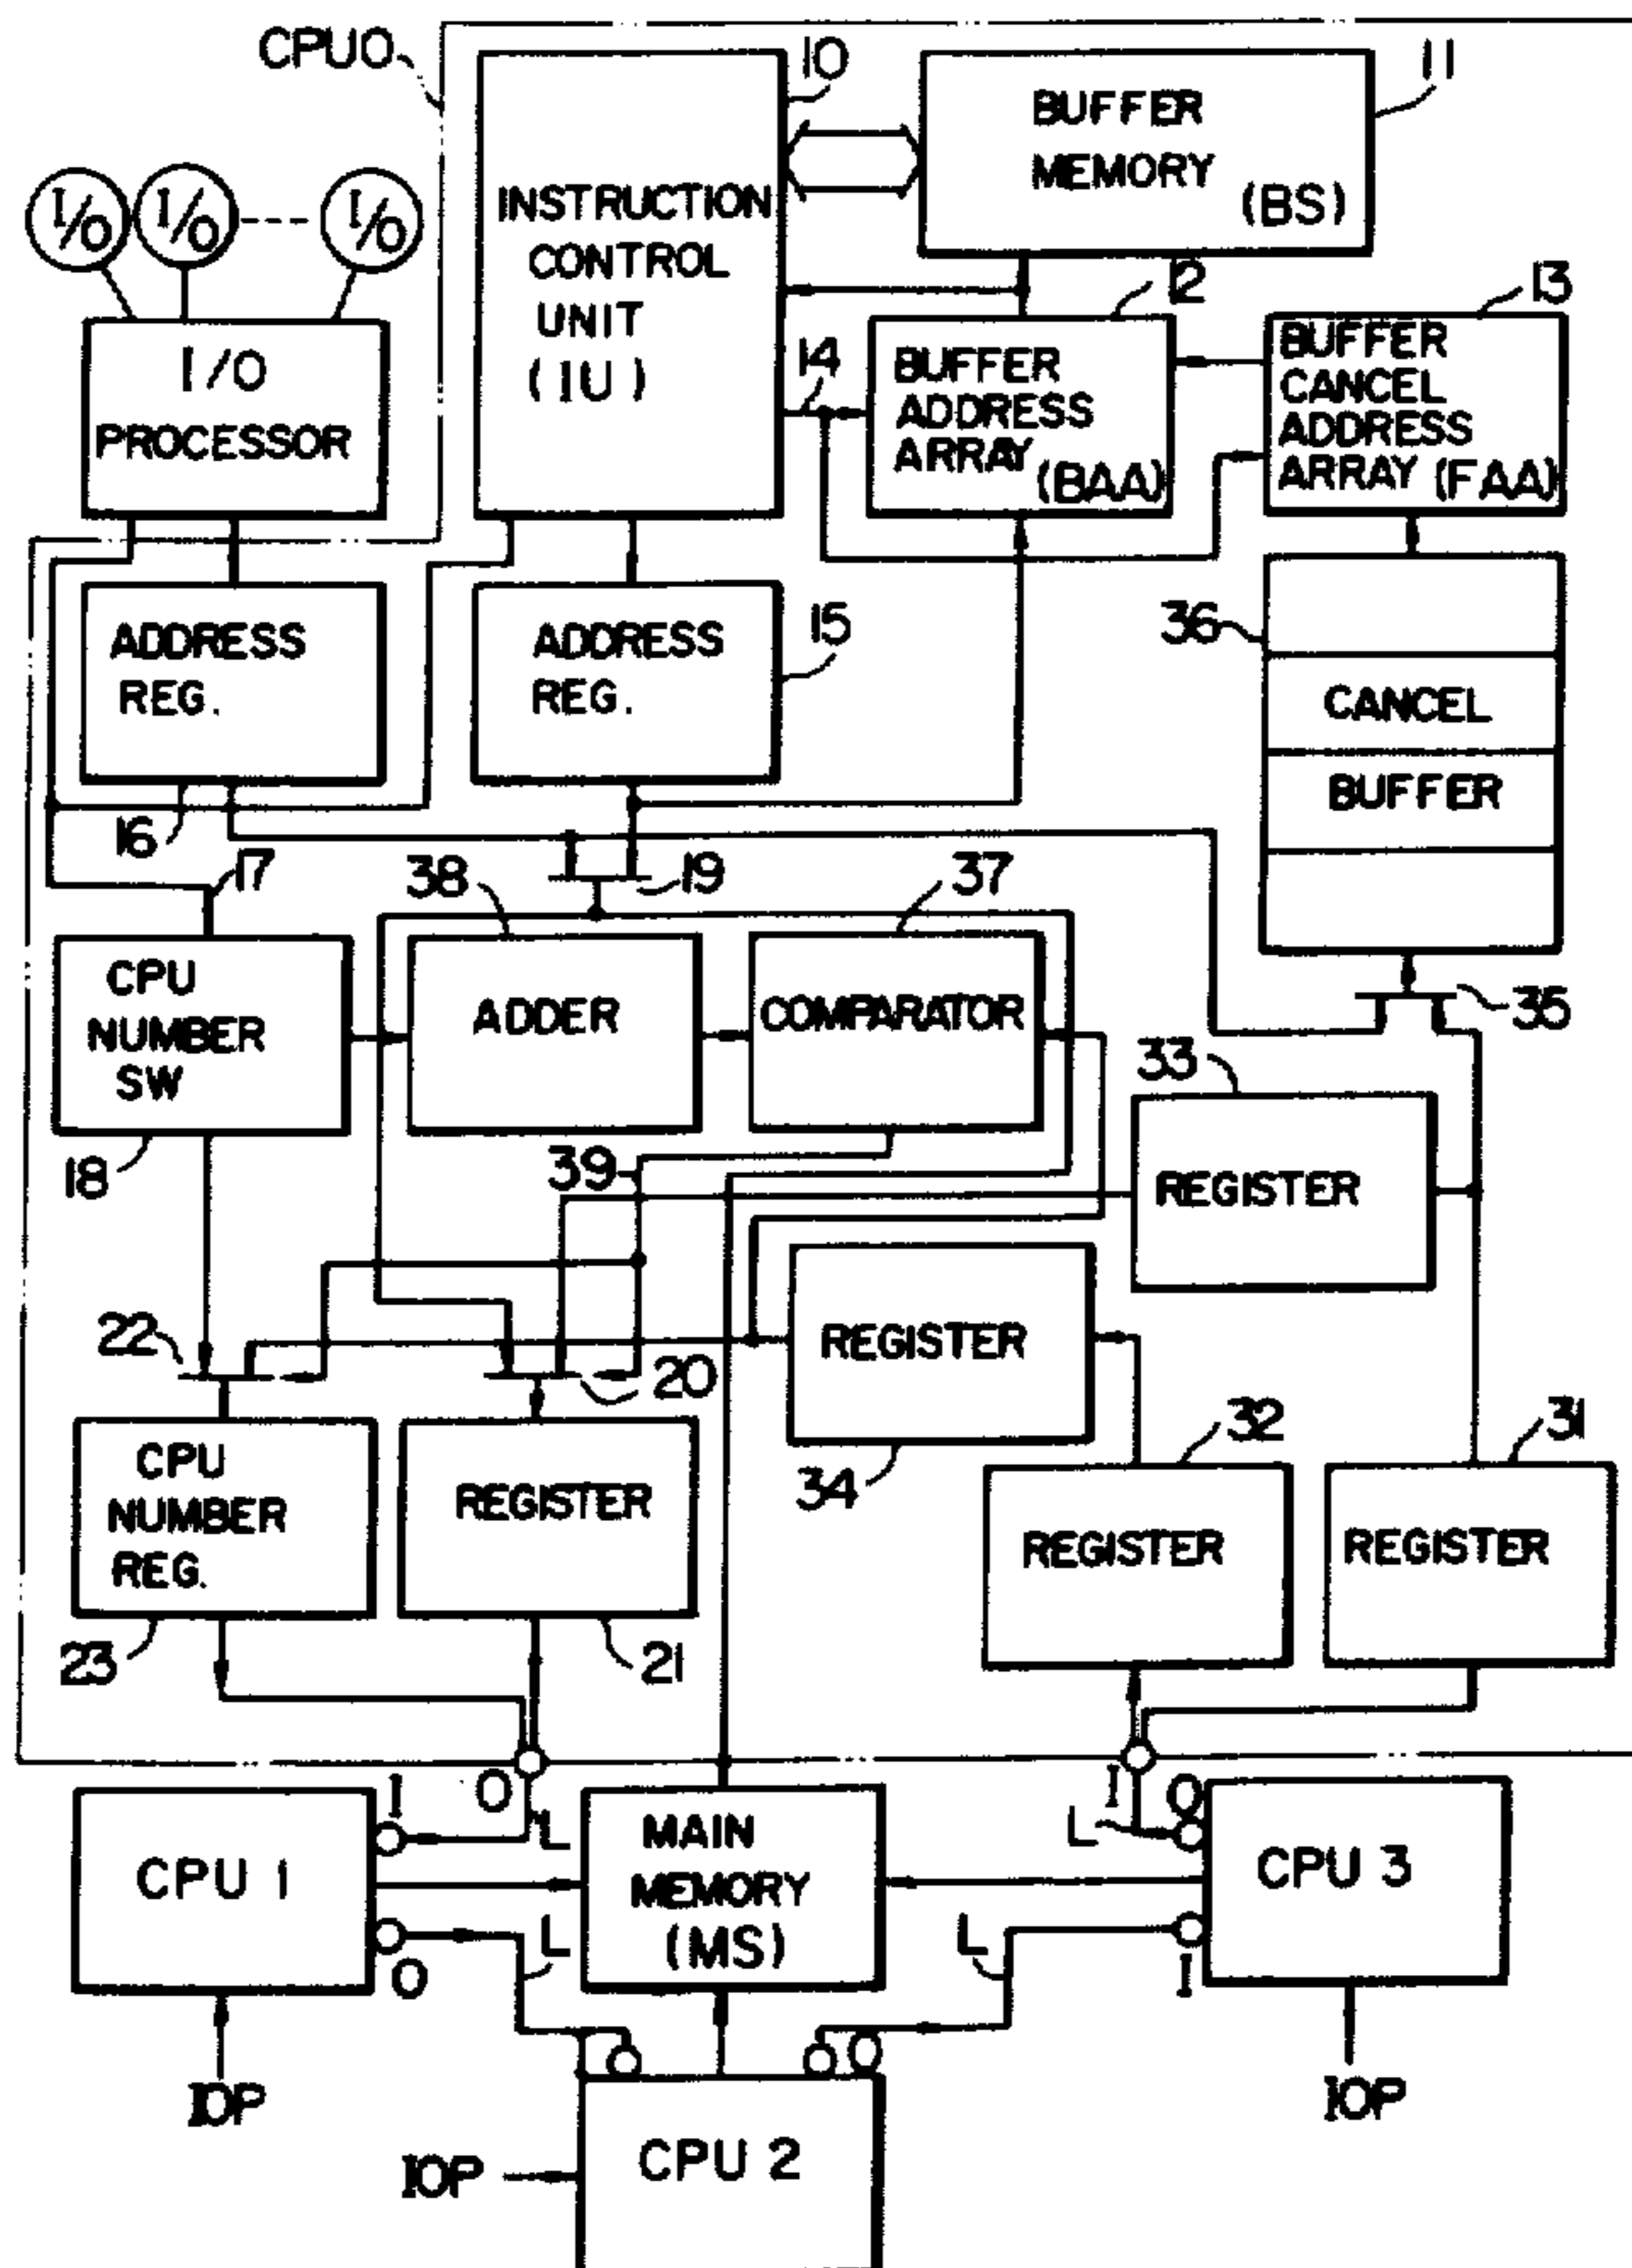 CPU0
10
11
BUFFER
MEMORY
(BS)
I/O
I/O
I/O
INSTRUCTION
CONTROL
UNIT
(IU)
12
13
14
I/O
PROCESSOR
BUFFER
ADDRESS
ARRAY
(BAA)
BUFFER
CANCEL
ADDRESS
ARRAY (FAA)
ADDRESS
REG.
ADDRESS
REG.
15
36
CANCEL
BUFFER
16
17
38
19
37
CPU
NUMBER
SW
ADDER
COMPARATOR
35
33
18
39
REGISTER
22
20
REGISTER
34
32
31
CPU
NUMBER
REG.
REGISTER
REGISTER
REGISTER
23
21
I
O
L
I
O
L
CPU 1
MAIN
MEMORY
(MS)
CPU 3
O
L
L
I
IOP
O
IOP
IOP
CPU 2